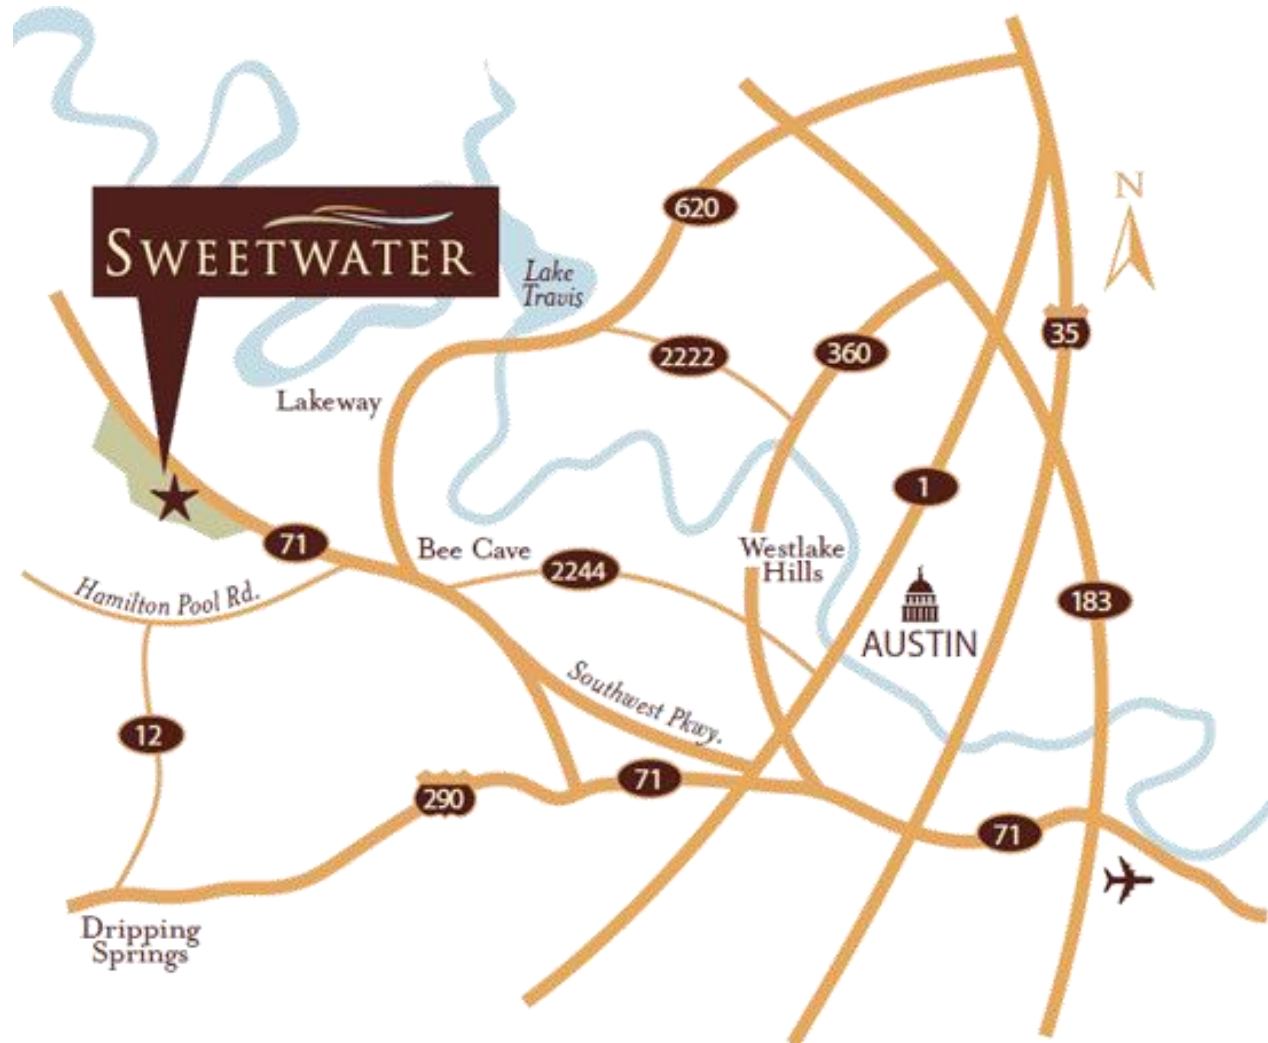 N
620
SWEETWATER
Lake
Travis
35
2222
360
Lakeway
1
71
Bee Cave
2244
Westlake
Hills
Hamilton Pool Rd.
183
AUSTIN
Southwest Pkwy.
12
290
71
71
Dripping
Springs